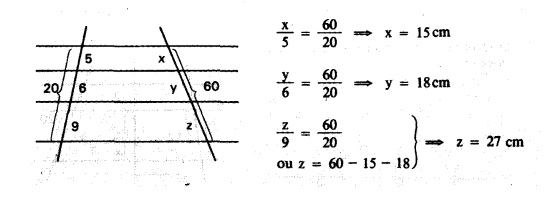 5 x
20 6 y 60
9 z
x/5 = 60/20 ⟹ x = 15 cm
y/6 = 60/20 ⟹ y = 18 cm
z/9 = 60/20
ou z = 60 − 15 − 18 } ⟹ z = 27 cm